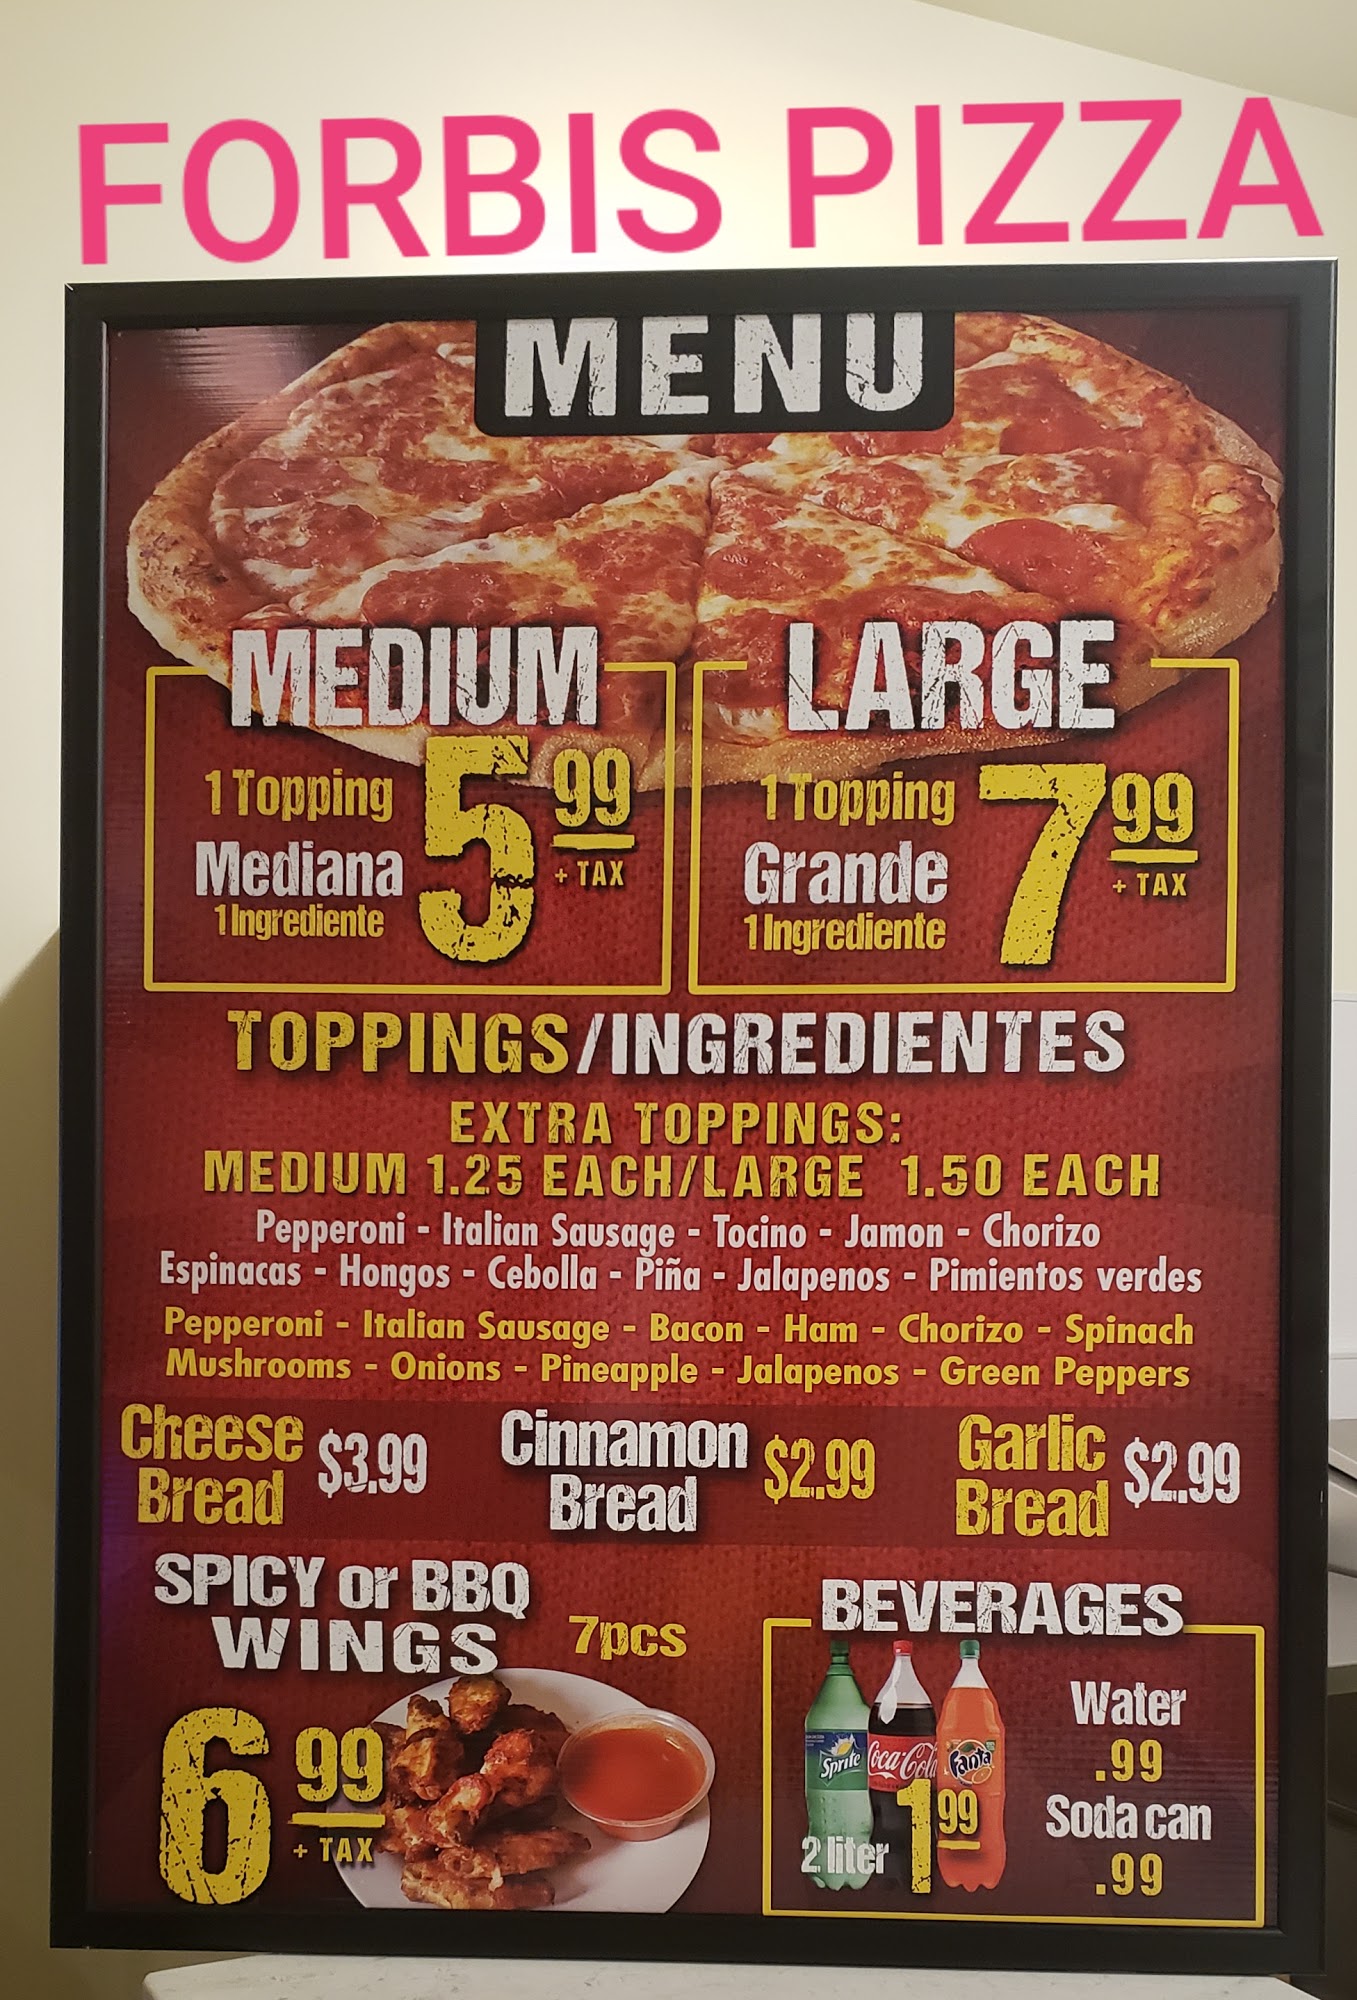 FORBIS PIZZA
MENU
MEDIUM
1 Topping
Mediana
1 Ingrediente
5 99
+ TAX
LARGE
1 Topping
Grande
1 Ingrediente
7 99
+ TAX
TOPPINGS/INGREDIENTES
EXTRA TOPPINGS:
MEDIUM 1.25 EACH/LARGE 1.50 EACH
Pepperoni - Italian Sausage - Tocino - Jamon - Chorizo
Espinacas - Hongos - Cebolla - Piña - Jalapenos - Pimientos verdes
Pepperoni - Italian Sausage - Bacon - Ham - Chorizo - Spinach
Mushrooms - Onions - Pineapple - Jalapenos - Green Peppers
Cheese
Bread
$3.99
Cinnamon
Bread
$2.99
Garlic
Bread
$2.99
SPICY or BBQ
WINGS
7pcs
6 99
+ TAX
BEVERAGES
Sprite
Coca-Cola
Fanta
2 liter
1 99
Water
.99
Soda can
.99